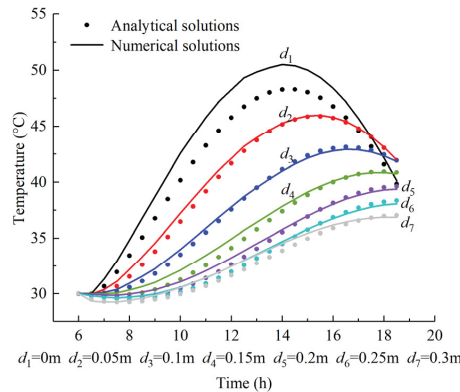 Analytical solutions
Numerical solutions
Temperature (°C)
50
45
40
35
30
d₁
d₂
d₃
d₄
d₅
d₆
d₇
4 6 8 10 12 14 16 18 20
d₁=0m d₂=0.05m d₃=0.1m d₄=0.15m d₅=0.2m d₆=0.25m d₇=0.3m
Time (h)